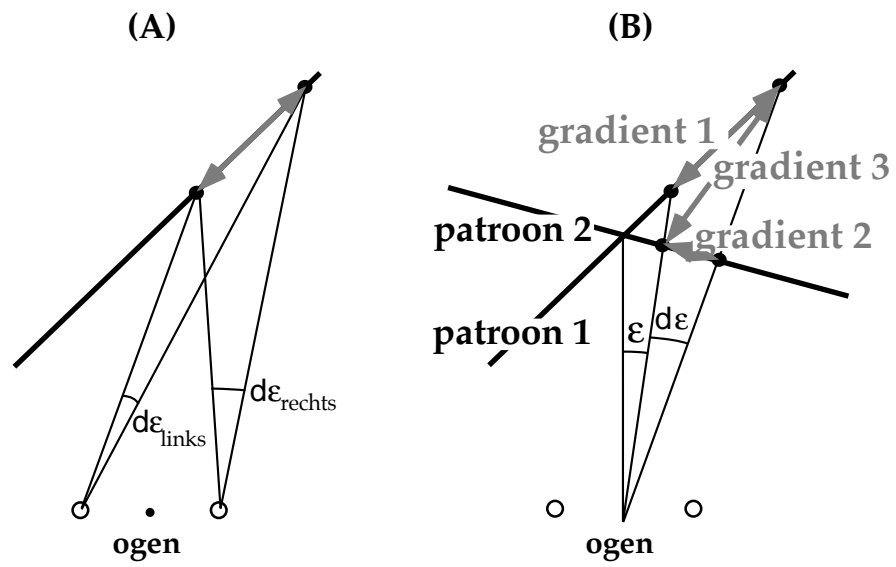 (A)
(B)
gradient 1
gradient 3
patroon 2
gradient 2
patroon 1
ε
dε
dε rechts
dε links
ogen
ogen